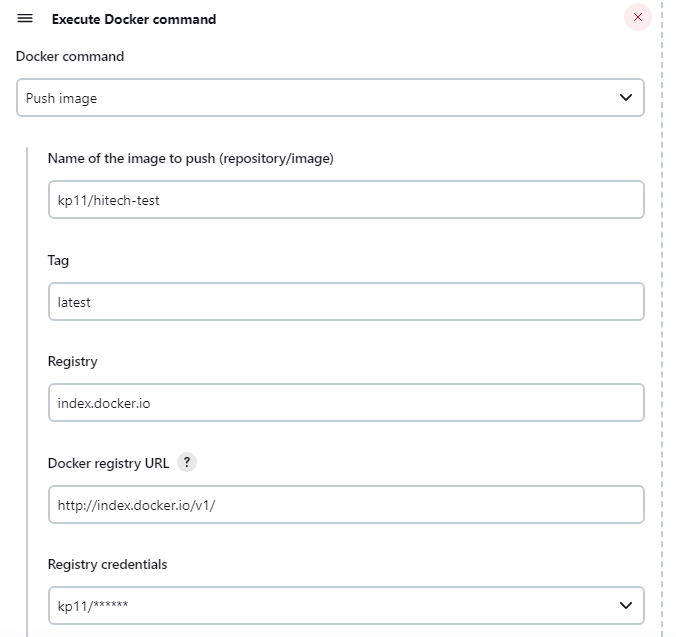 Execute Docker command
Docker command
Push image
Name of the image to push (repository/image)
kp11/hitech-test
Tag
latest
Registry
index.docker.io
Docker registry URL ?
http://index.docker.io/v1/
Registry credentials
kp11/******